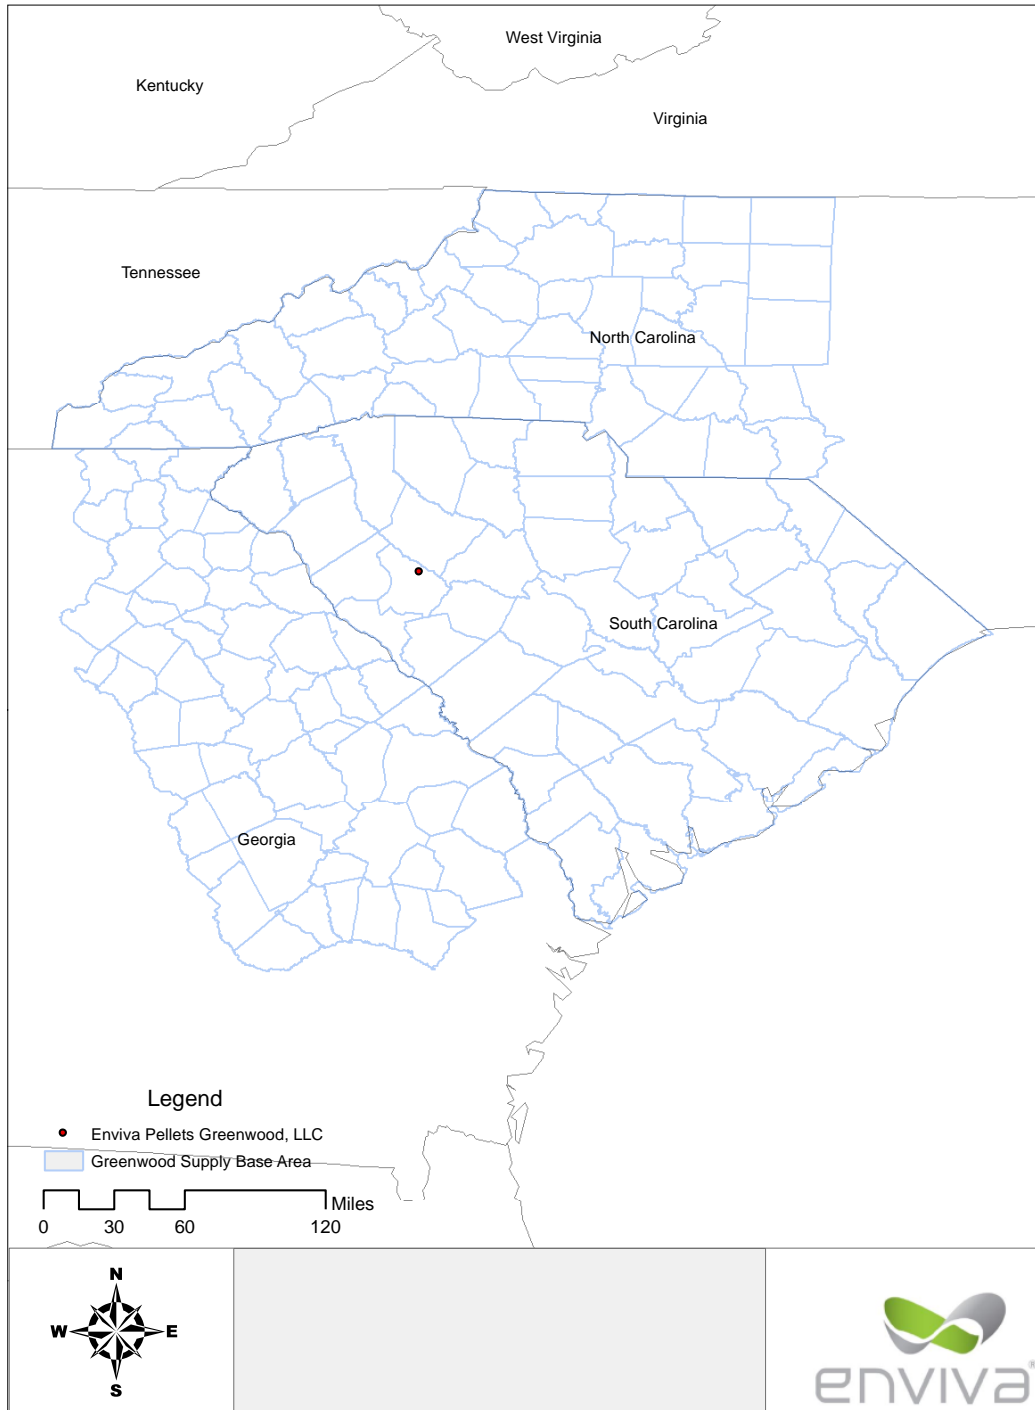 West Virginia
Kentucky
Virginia
Tennessee
North Carolina
South Carolina
Georgia
Legend
Enviva Pellets Greenwood, LLC
Greenwood Supply Base Area
Miles
0 30 60 120
N
W E
S
enviva®